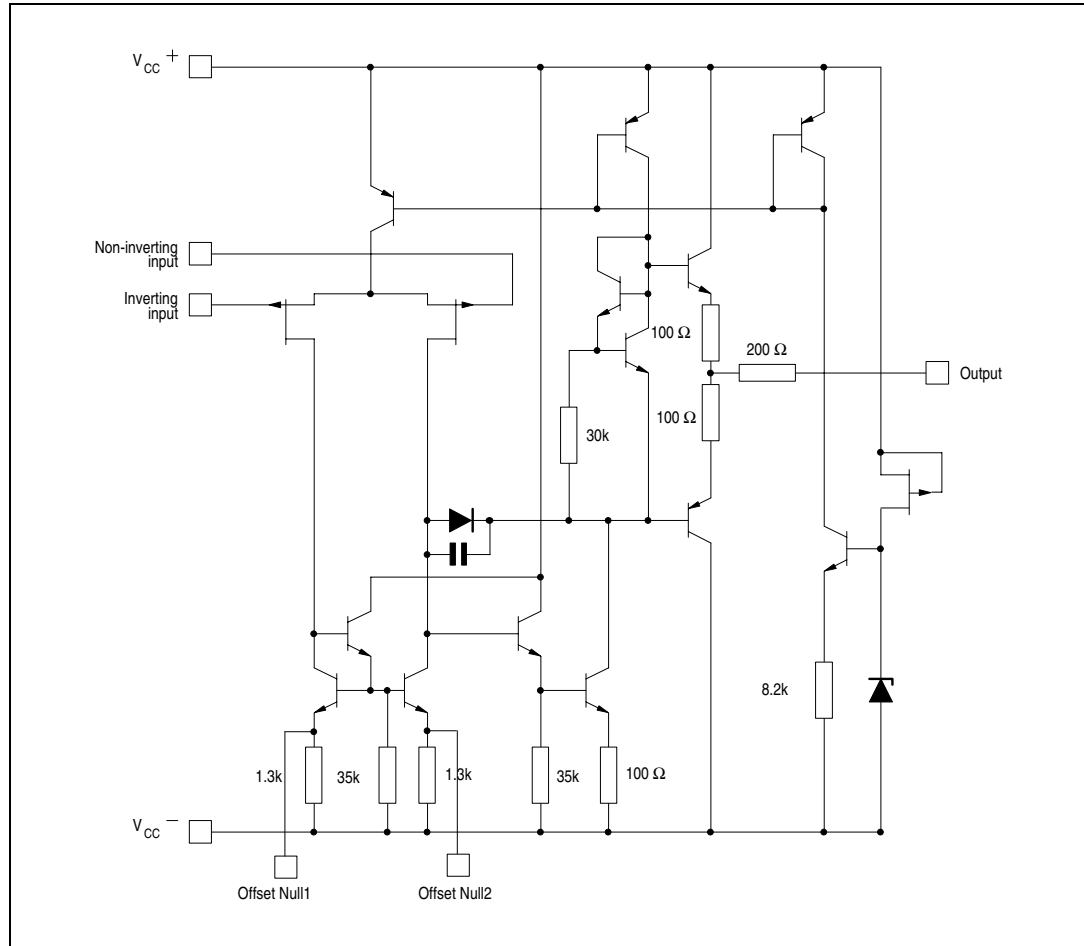 V CC +
Non-inverting
input
Inverting
input
100 Ω
200 Ω
Output
100 Ω
30k
8.2k
1.3k
35k
1.3k
35k
100 Ω
V CC −
Offset Null1
Offset Null2